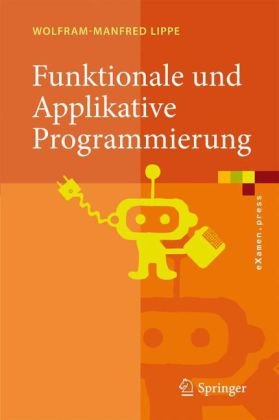 WOLFRAM-MANFRED LIPPE
Funktionale und
Applikative
Programmierung
eXamen.press
Springer